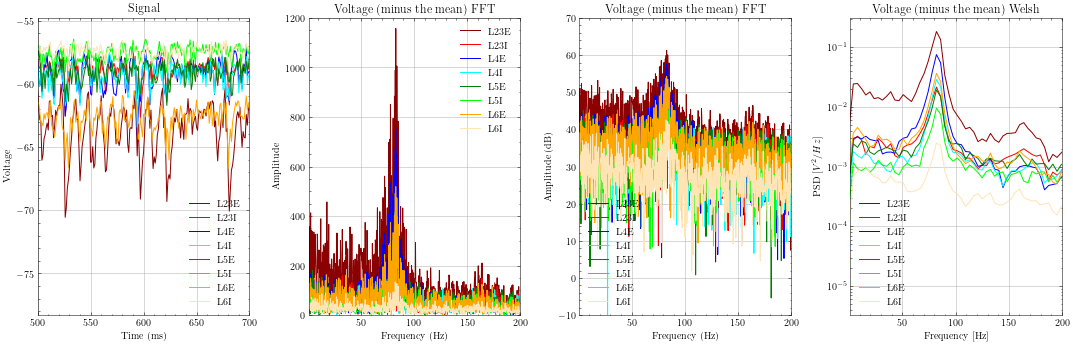 Signal
Voltage
−55
−60
−65
−70
−75
500
550
600
650
700
Time (ms)
L23E
L23I
L4E
L4I
L5E
L5I
L6E
L6I
Voltage (minus the mean) FFT
Amplitude
1200
1000
800
600
400
200
0
50
100
150
200
Frequency (Hz)
L23E
L23I
L4E
L4I
L5E
L5I
L6E
L6I
Voltage (minus the mean) FFT
Amplitude (dB)
70
60
50
40
30
20
10
0
−10
50
100
150
200
Frequency (Hz)
L23E
L23I
L4E
L4I
L5E
L5I
L6E
L6I
Voltage (minus the mean) Welsh
PSD [V²/Hz]
10⁻¹
10⁻²
10⁻³
10⁻⁴
10⁻⁵
50
100
150
200
Frequency [Hz]
L23E
L23I
L4E
L4I
L5E
L5I
L6E
L6I